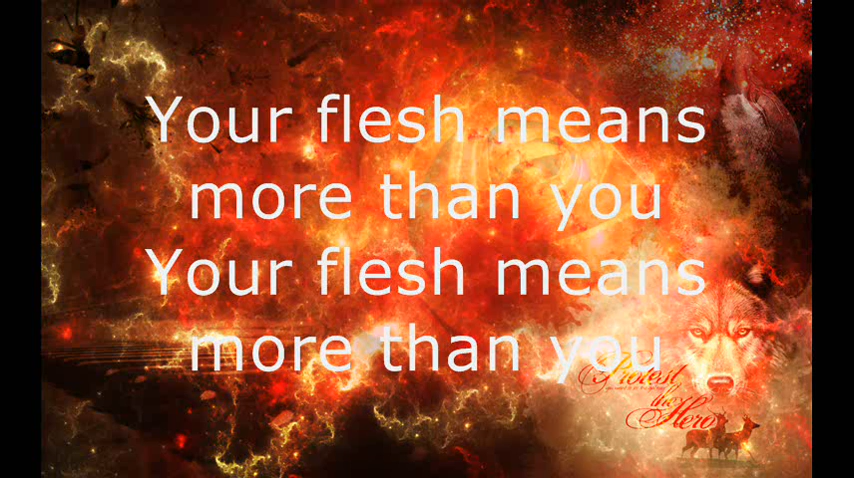 Your flesh means
more than you
Your flesh means
more than you
Protest
the
Hero